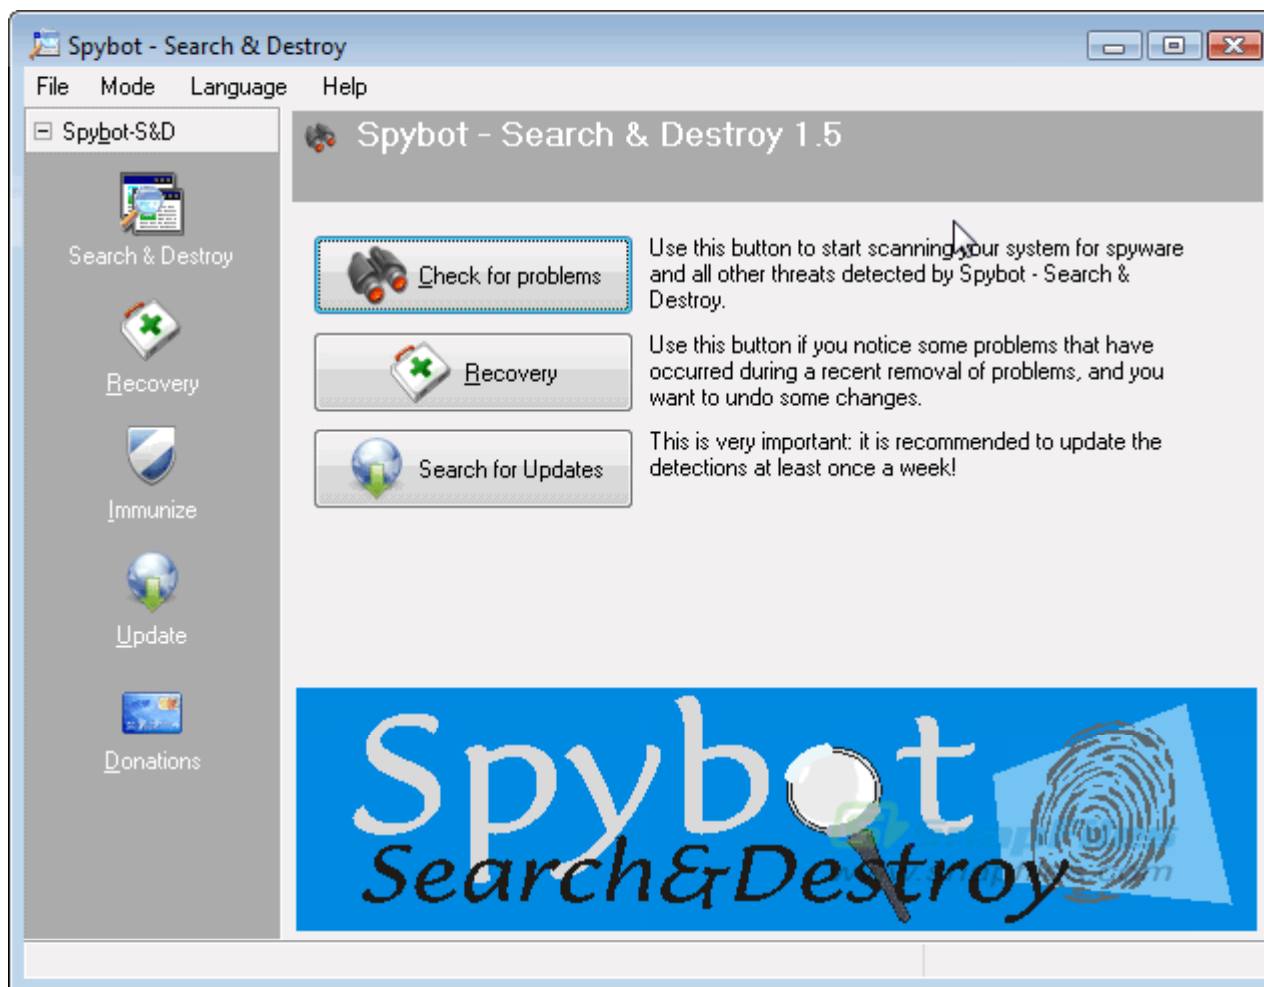 Spybot - Search & Destroy
File Mode Language Help
Spybot-S&D
Spybot - Search & Destroy 1.5
Search & Destroy
Recovery
Immunize
Update
Donations
Check for problems
Use this button to start scanning your system for spyware
and all other threats detected by Spybot - Search &
Destroy.
Recovery
Use this button if you notice some problems that have
occurred during a recent removal of problems, and you
want to undo some changes.
Search for Updates
This is very important: it is recommended to update the
detections at least once a week!
Spybot
Search&Destroy